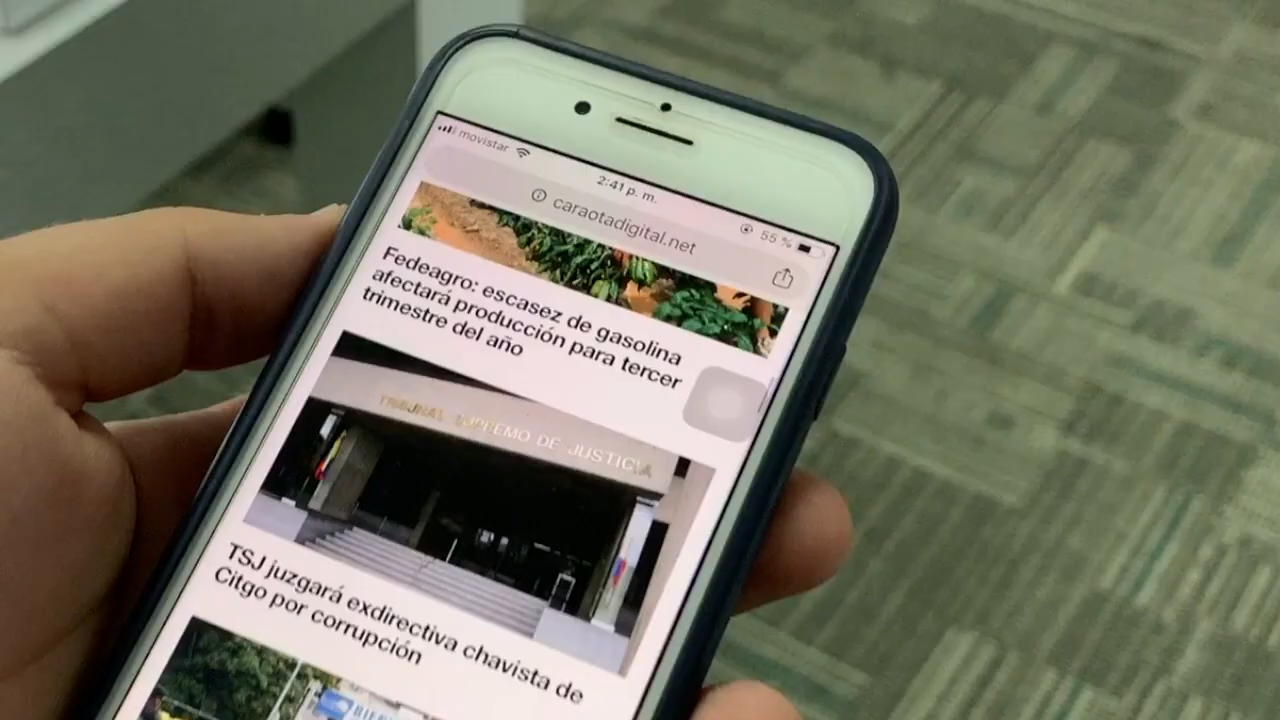 movistar
2:41 p. m.
55 %
caraotadigital.net
Fedeagro: escasez de gasolina
afectará producción para tercer
trimestre del año
TRIBUNAL SUPREMO DE JUSTICIA
TSJ juzgará exdirectiva chavista de
Citgo por corrupción